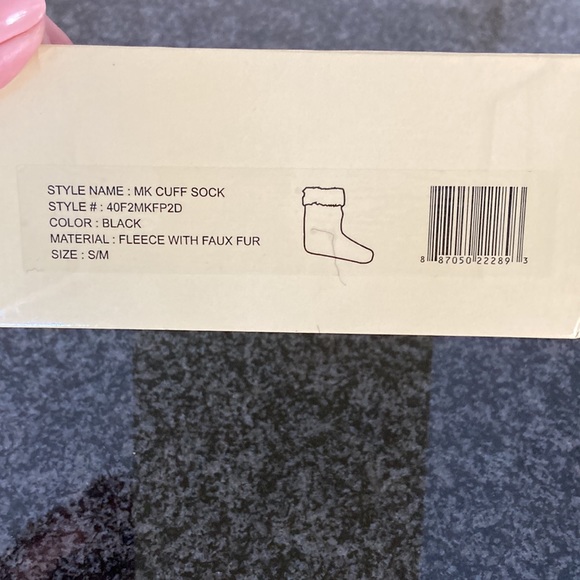 STYLE NAME : MK CUFF SOCK
STYLE # : 40F2MKFP2D
COLOR : BLACK
MATERIAL : FLEECE WITH FAUX FUR
SIZE : S/M
8 87050 22289 3